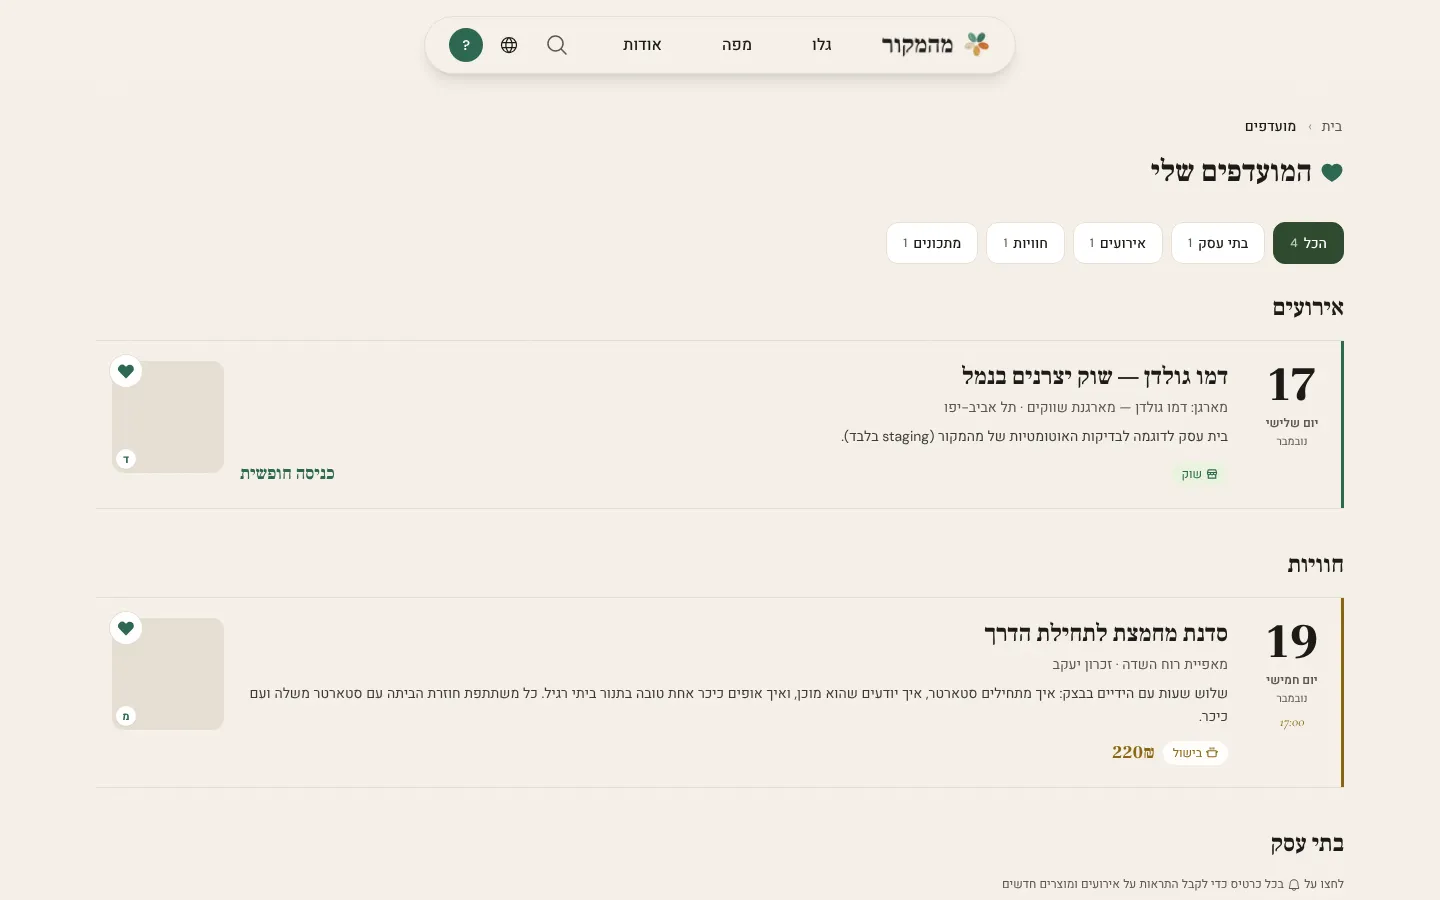 מהמקור
גלו
מפה
אודות
?
בית › מועדפים
המועדפים שלי
הכל 4
בתי עסק 1
אירועים 1
חוויות 1
מתכונים 1
אירועים
17
יום שלישי
נובמבר
דמו גולדן — שוק יצרנים בנמל
מארגן: דמו גולדן — מארגנת שווקים · תל אביב-יפו
בית עסק לדוגמה לבדיקות האוטומטיות של מהמקור (staging בלבד).
שוק
כניסה חופשית
ד
חוויות
19
יום חמישי
נובמבר
17:00
סדנת מחמצת לתחילת הדרך
מאפיית רוח השדה · זכרון יעקב
שלוש שעות עם הידיים בבצק: איך מתחילים סטארטר, איך יודעים שהוא מוכן, ואיך אופים כיכר אחת טובה בתנור ביתי רגיל. כל משתתפת חוזרת הביתה עם סטארטר משלה ועם
כיכר.
בישול
₪220
מ
בתי עסק
לחצו על בכל כרטיס כדי לקבל התראות על אירועים ומוצרים חדשים